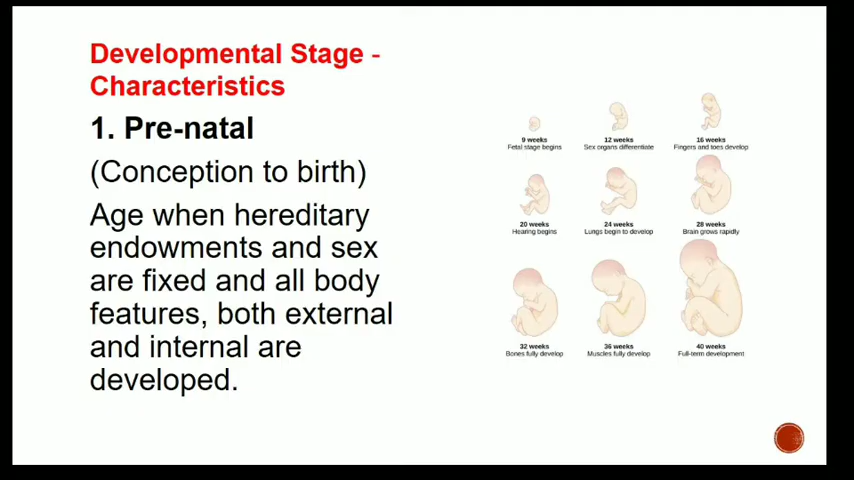 Developmental Stage -
Characteristics
1. Pre-natal
(Conception to birth)
Age when hereditary
endowments and sex
are fixed and all body
features, both external
and internal are
developed.
9 weeks
Fetal stage begins
12 weeks
Sex organs differentiate
16 weeks
Fingers and toes develop
20 weeks
Hearing begins
24 weeks
Lungs begin to develop
28 weeks
Brain grows rapidly
32 weeks
Bones fully develop
36 weeks
Muscles fully develop
40 weeks
Full-term development